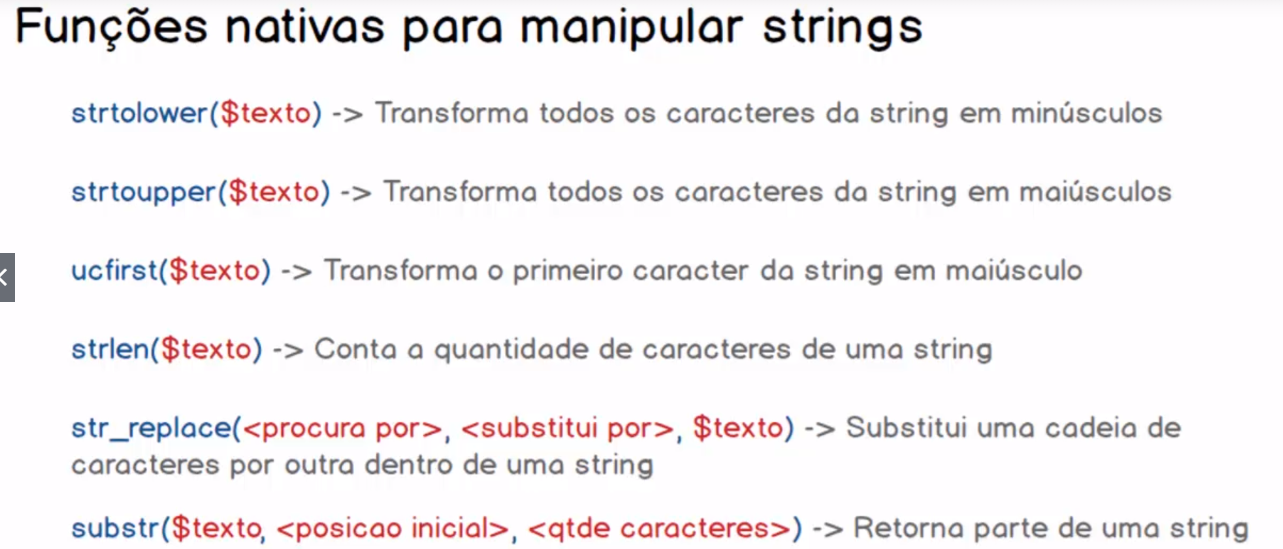 Funções nativas para manipular strings
strtolower($texto) -> Transforma todos os caracteres da string em minúsculos
strtoupper($texto) -> Transforma todos os caracteres da string em maiúsculos
ucfirst($texto) -> Transforma o primeiro caracter da string em maiúsculo
strlen($texto) -> Conta a quantidade de caracteres de uma string
str_replace(<procura por>, <substitui por>, $texto) -> Substitui uma cadeia de
caracteres por outra dentro de uma string
substr($texto, <posicao inicial>, <qtde caracteres>) -> Retorna parte de uma string